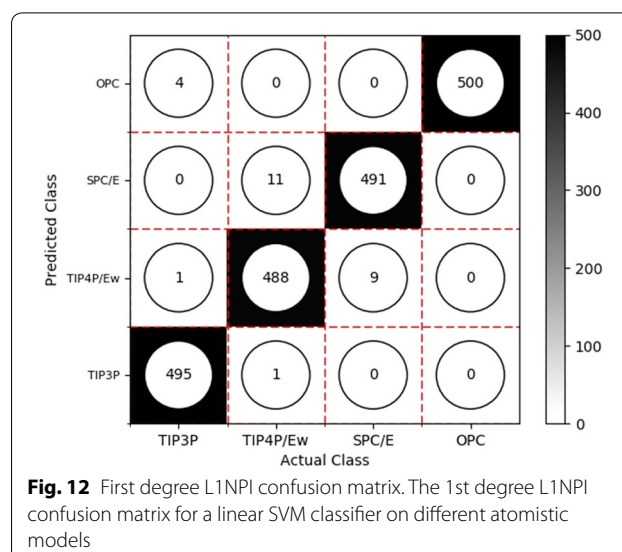 500
OPC 4 0 0 500
400
SPC/E 0 11 491 0
300
Predicted Class
200
TIP4P/Ew 1 488 9 0
100
TIP3P 495 1 0 0
0
TIP3P TIP4P/Ew SPC/E OPC
Actual Class
Fig. 12 First degree L1NPI confusion matrix. The 1st degree L1NPI
confusion matrix for a linear SVM classifier on different atomistic
models